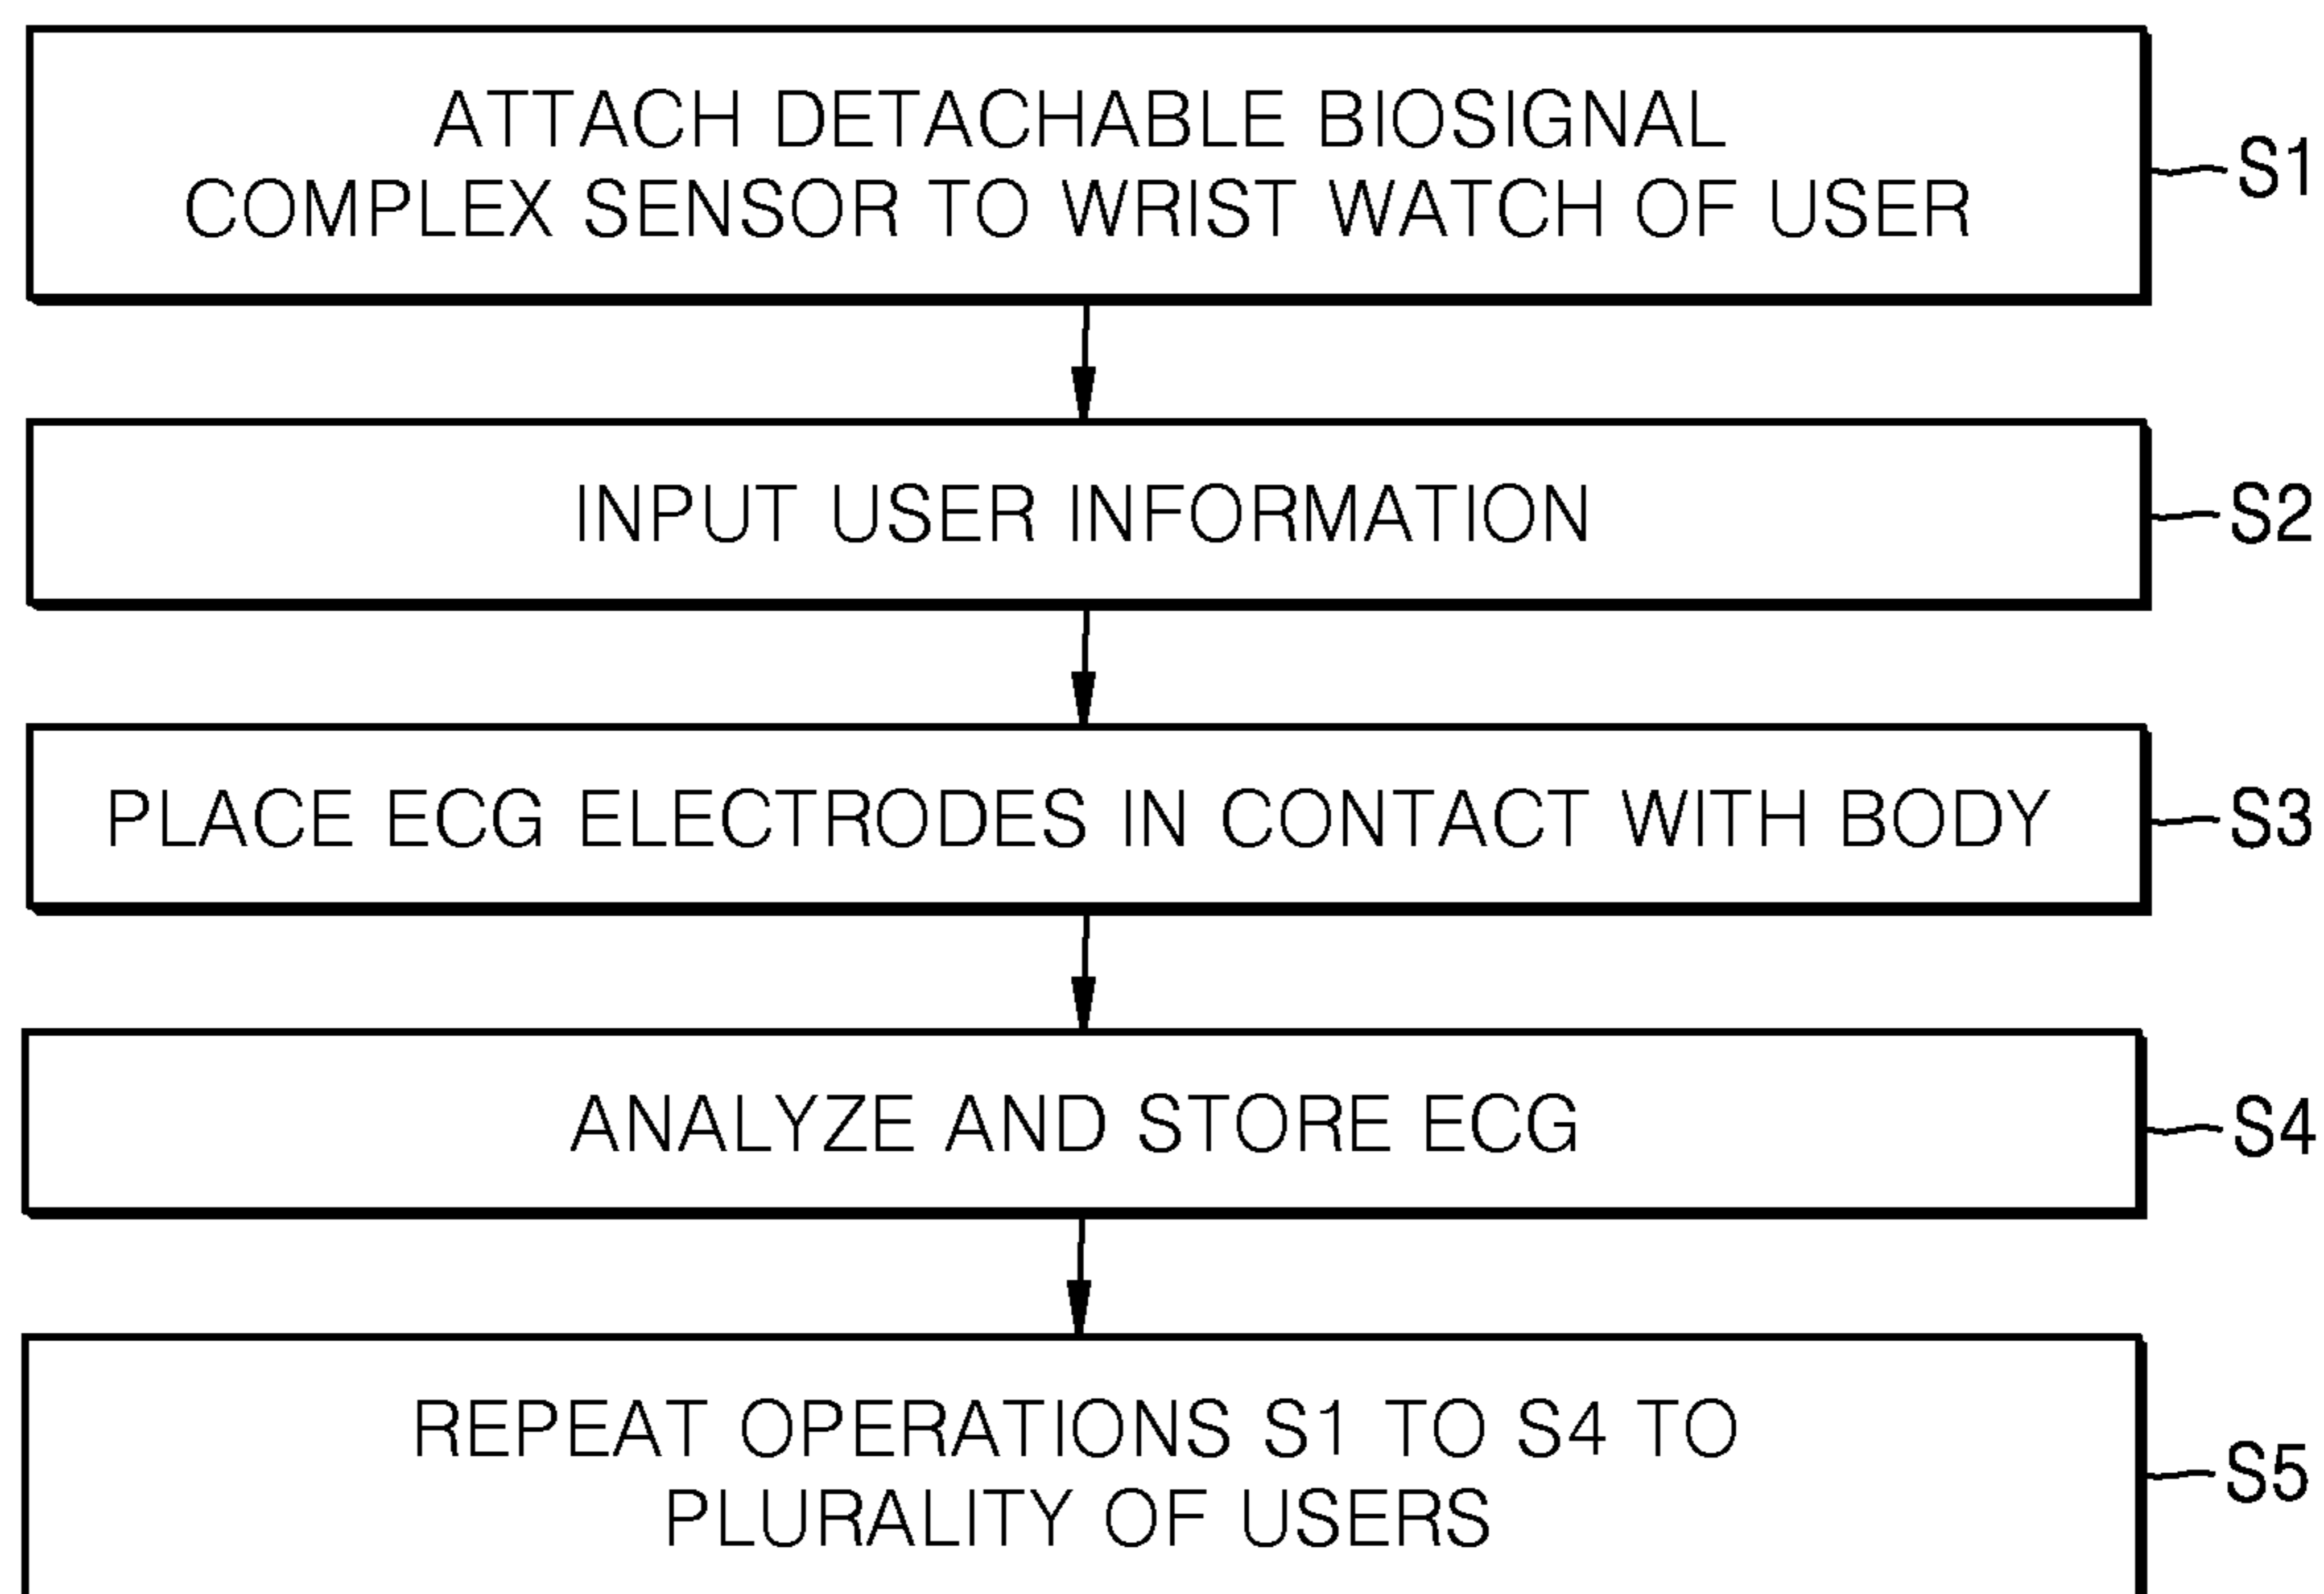 ATTACH DETACHABLE BIOSIGNAL
COMPLEX SENSOR TO WRIST WATCH OF USER
S1
INPUT USER INFORMATION
S2
PLACE ECG ELECTRODES IN CONTACT WITH BODY
S3
ANALYZE AND STORE ECG
S4
REPEAT OPERATIONS S1 TO S4 TO
PLURALITY OF USERS
S5